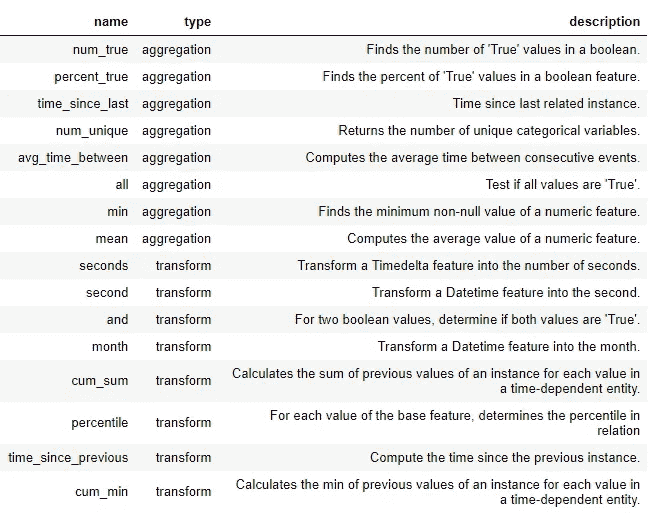 name type description
num_true aggregation Finds the number of 'True' values in a boolean.
percent_true aggregation Finds the percent of 'True' values in a boolean feature.
time_since_last aggregation Time since last related instance.
num_unique aggregation Returns the number of unique categorical variables.
avg_time_between aggregation Computes the average time between consecutive events.
all aggregation Test if all values are 'True'.
min aggregation Finds the minimum non-null value of a numeric feature.
mean aggregation Computes the average value of a numeric feature.
seconds transform Transform a Timedelta feature into the number of seconds.
second transform Transform a Datetime feature into the second.
and transform For two boolean values, determine if both values are 'True'.
month transform Transform a Datetime feature into the month.
cum_sum transform Calculates the sum of previous values of an instance for each value in
a time-dependent entity.
percentile transform For each value of the base feature, determines the percentile in
relation
time_since_previous transform Compute the time since the previous instance.
cum_min transform Calculates the min of previous values of an instance for each value in
a time-dependent entity.